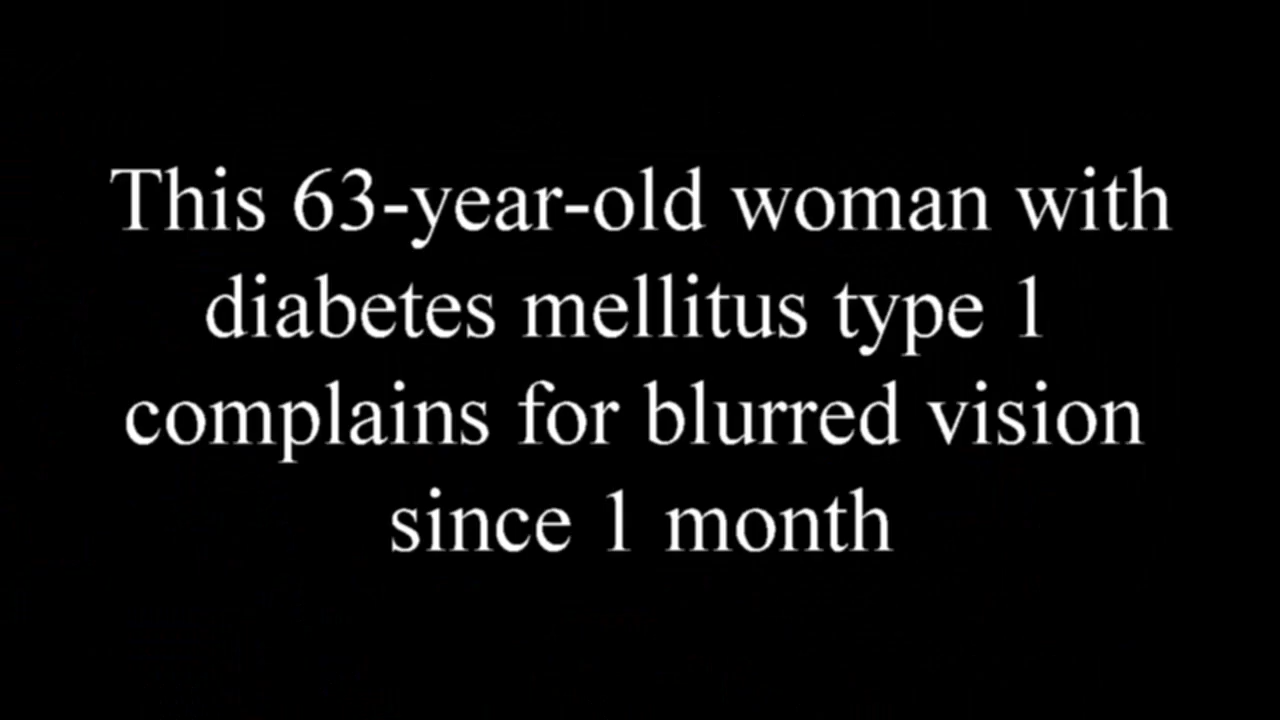 This 63-year-old woman with
diabetes mellitus type 1
complains for blurred vision
since 1 month